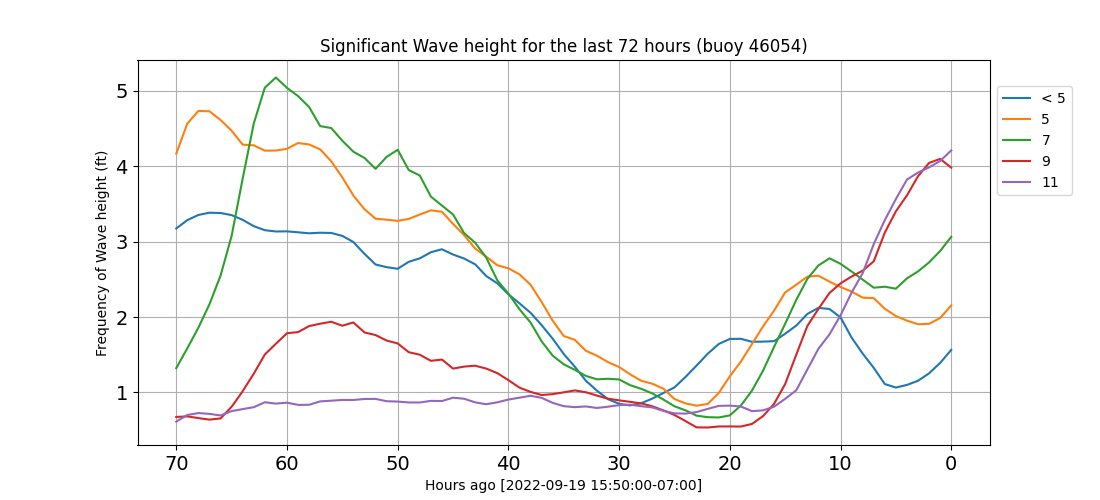 Significant Wave height for the last 72 hours (buoy 46054)
Frequency of Wave height (ft)
5
4
3
2
1
70 60 50 40 30 20 10 0
Hours ago [2022-09-19 15:50:00-07:00]
< 5
5
7
9
11